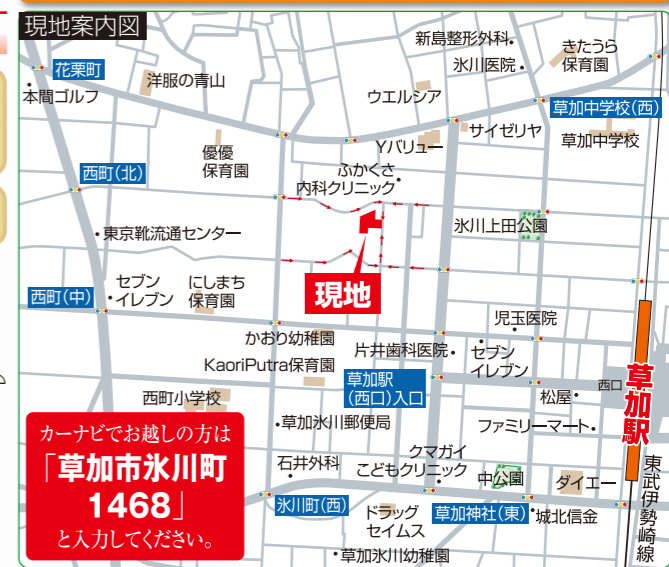 現地案内図
新島整形外科
きたうら
保育園
氷川医院
花栗町
洋服の青山
本間ゴルフ
ウエルシア
草加中学校(西)
サイゼリヤ
草加中学校
Yバリュー
優優
保育園
ふかくさ
内科クリニック
西町(北)
氷川上田公園
東京靴流通センター
現地
セブン
イレブン
にしまち
保育園
西町(中)
児玉医院
かおり幼稚園
片井歯科医院
セブン
イレブン
KaoriPutra保育園
草加駅
(西口)入口
西口
草加駅
松屋
西町小学校
ファミリーマート
草加氷川郵便局
カーナビでお越しの方は
「草加市氷川町
1468」
と入力してください。
石井外科
クマガイ
こどもクリニック
中公園
ダイエー
東武伊勢崎線
氷川町(西)
ドラッグ
セイムス
草加神社(東)
城北信金
草加氷川幼稚園